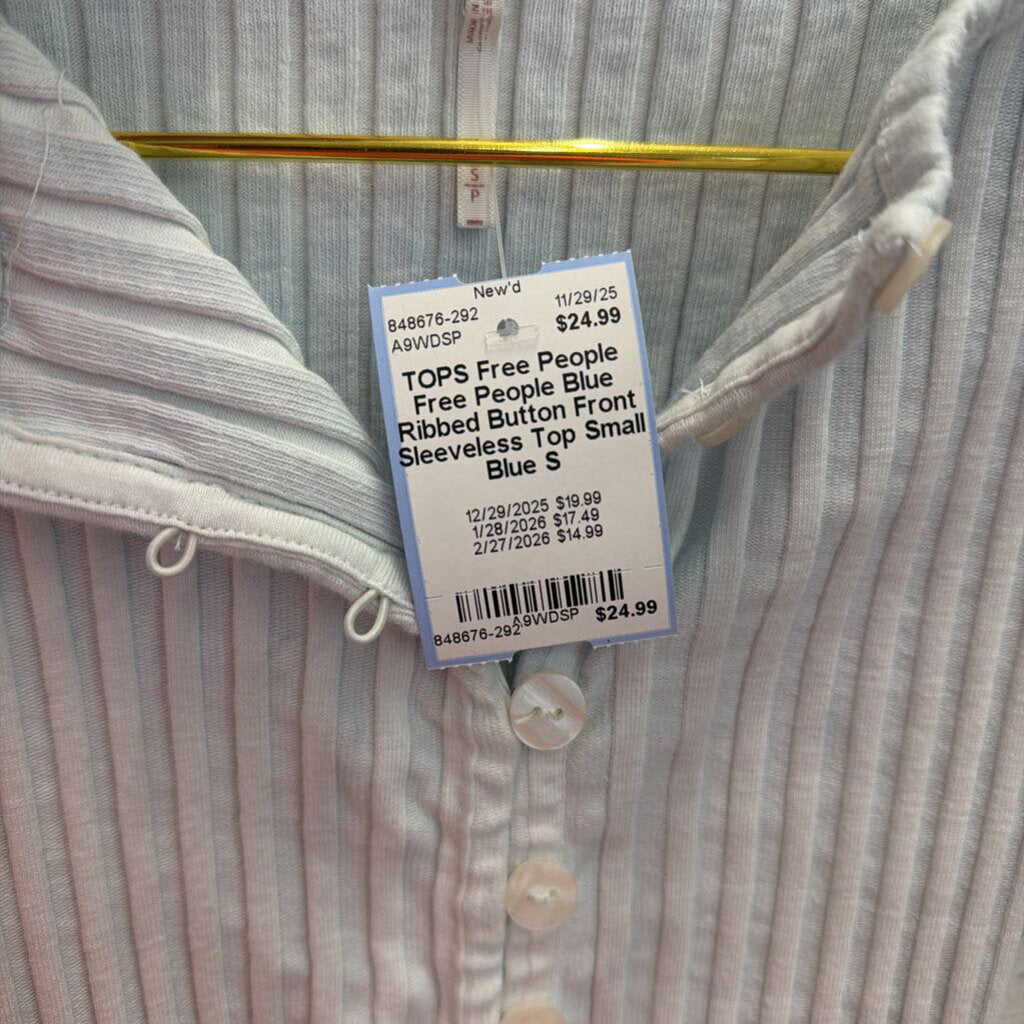 New'd
848676-292
11/29/25
A9WDSP
$24.99
TOPS Free People
Free People Blue
Ribbed Button Front
Sleeveless Top Small
Blue S
12/29/2025 $19.99
1/28/2026 $17.49
2/27/2026 $14.99
A9WDSP
$24.99
848676-292